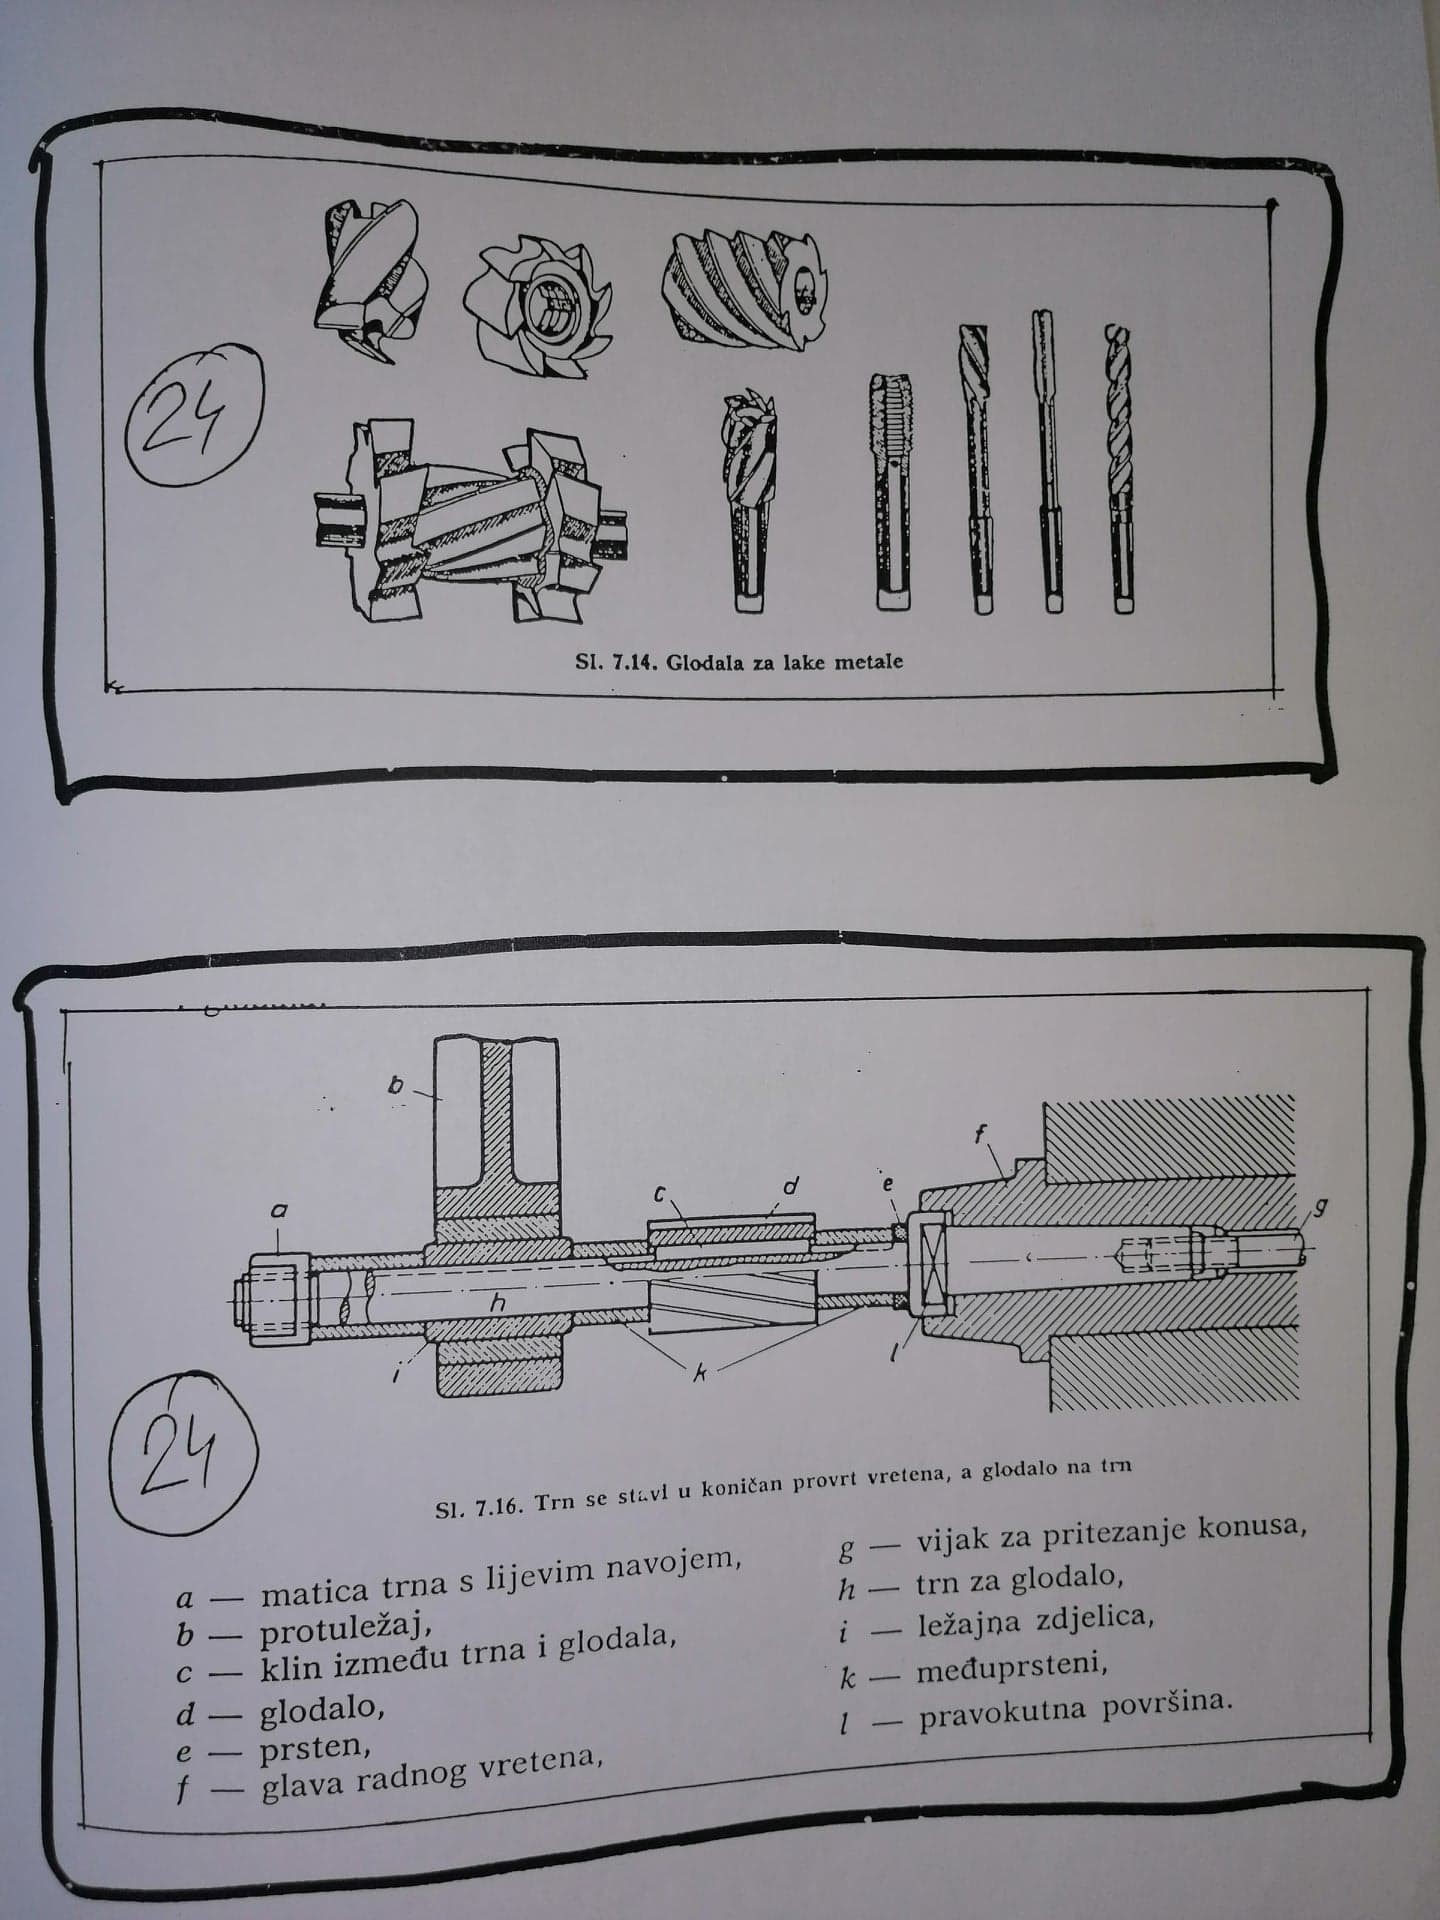 24
Sl. 7.14. Glodala za lake metale
b
f
a
c
d
e
g
h
i
k
l
24
Sl. 7.16. Trn se stavi u koničan provrt vretena, a glodalo na trn
a — matica trna s lijevim navojem,
b — protuležaj,
c — klin između trna i glodala,
d — glodalo,
e — prsten,
f — glava radnog vretena,
g — vijak za pritezanje konusa,
h — trn za glodalo,
i — ležajna zdjelica,
k — međuprsteni,
l — pravokutna površina.